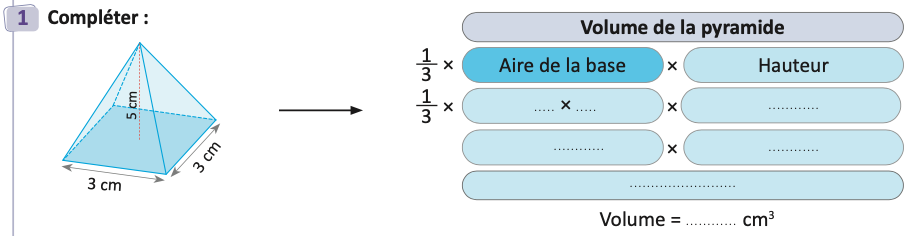 1 Compléter :
5 cm
3 cm
3 cm
Volume de la pyramide
1/3 × Aire de la base × Hauteur
1/3 × ..... × ..... × ............
............ × ............
.........................
Volume = ............ cm³